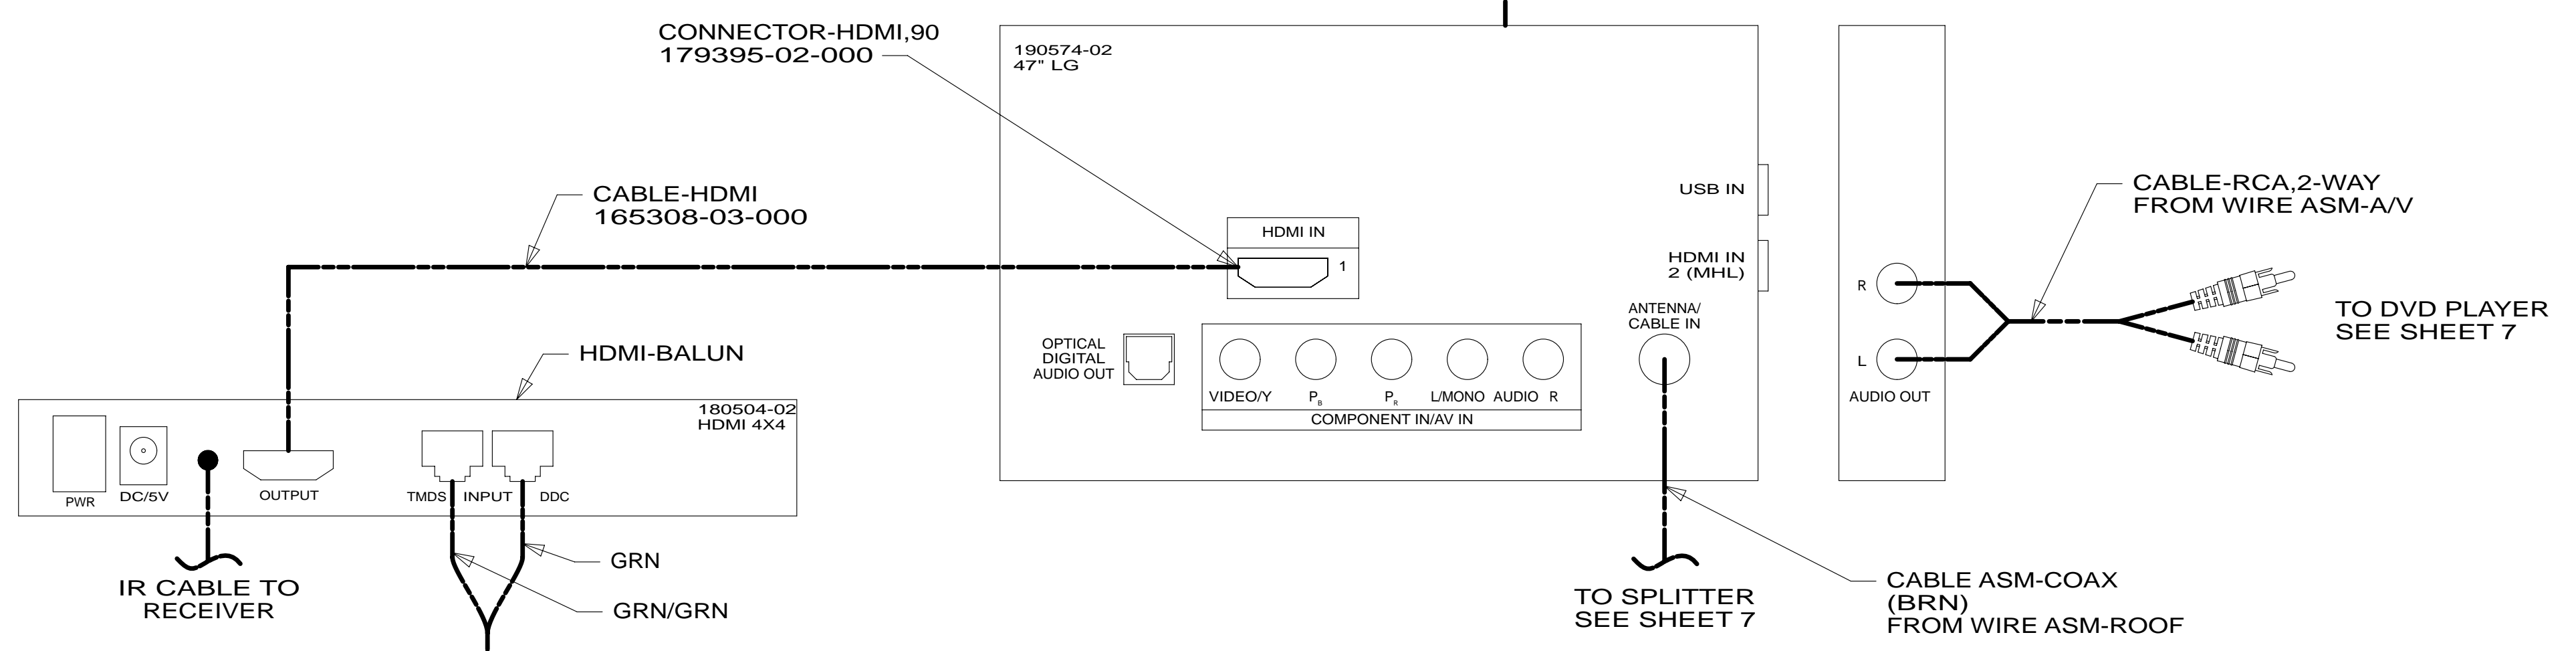 CONNECTOR-HDMI,90
179395-02-000
190574-02
47" LG
CABLE-HDMI
165308-03-000
HDMI IN
1
USB IN
HDMI IN
2 (MHL)
ANTENNA/
CABLE IN
OPTICAL
DIGITAL
AUDIO OUT
VIDEO/Y PB PR L/MONO AUDIO R
COMPONENT IN/AV IN
R
L
AUDIO OUT
CABLE-RCA,2-WAY
FROM WIRE ASM-A/V
TO DVD PLAYER
SEE SHEET 7
HDMI-BALUN
180504-02
HDMI 4X4
PWR
DC/5V
OUTPUT
TMDS INPUT DDC
IR CABLE TO
RECEIVER
GRN
GRN/GRN
TO SPLITTER
SEE SHEET 7
CABLE ASM-COAX
(BRN)
FROM WIRE ASM-ROOF